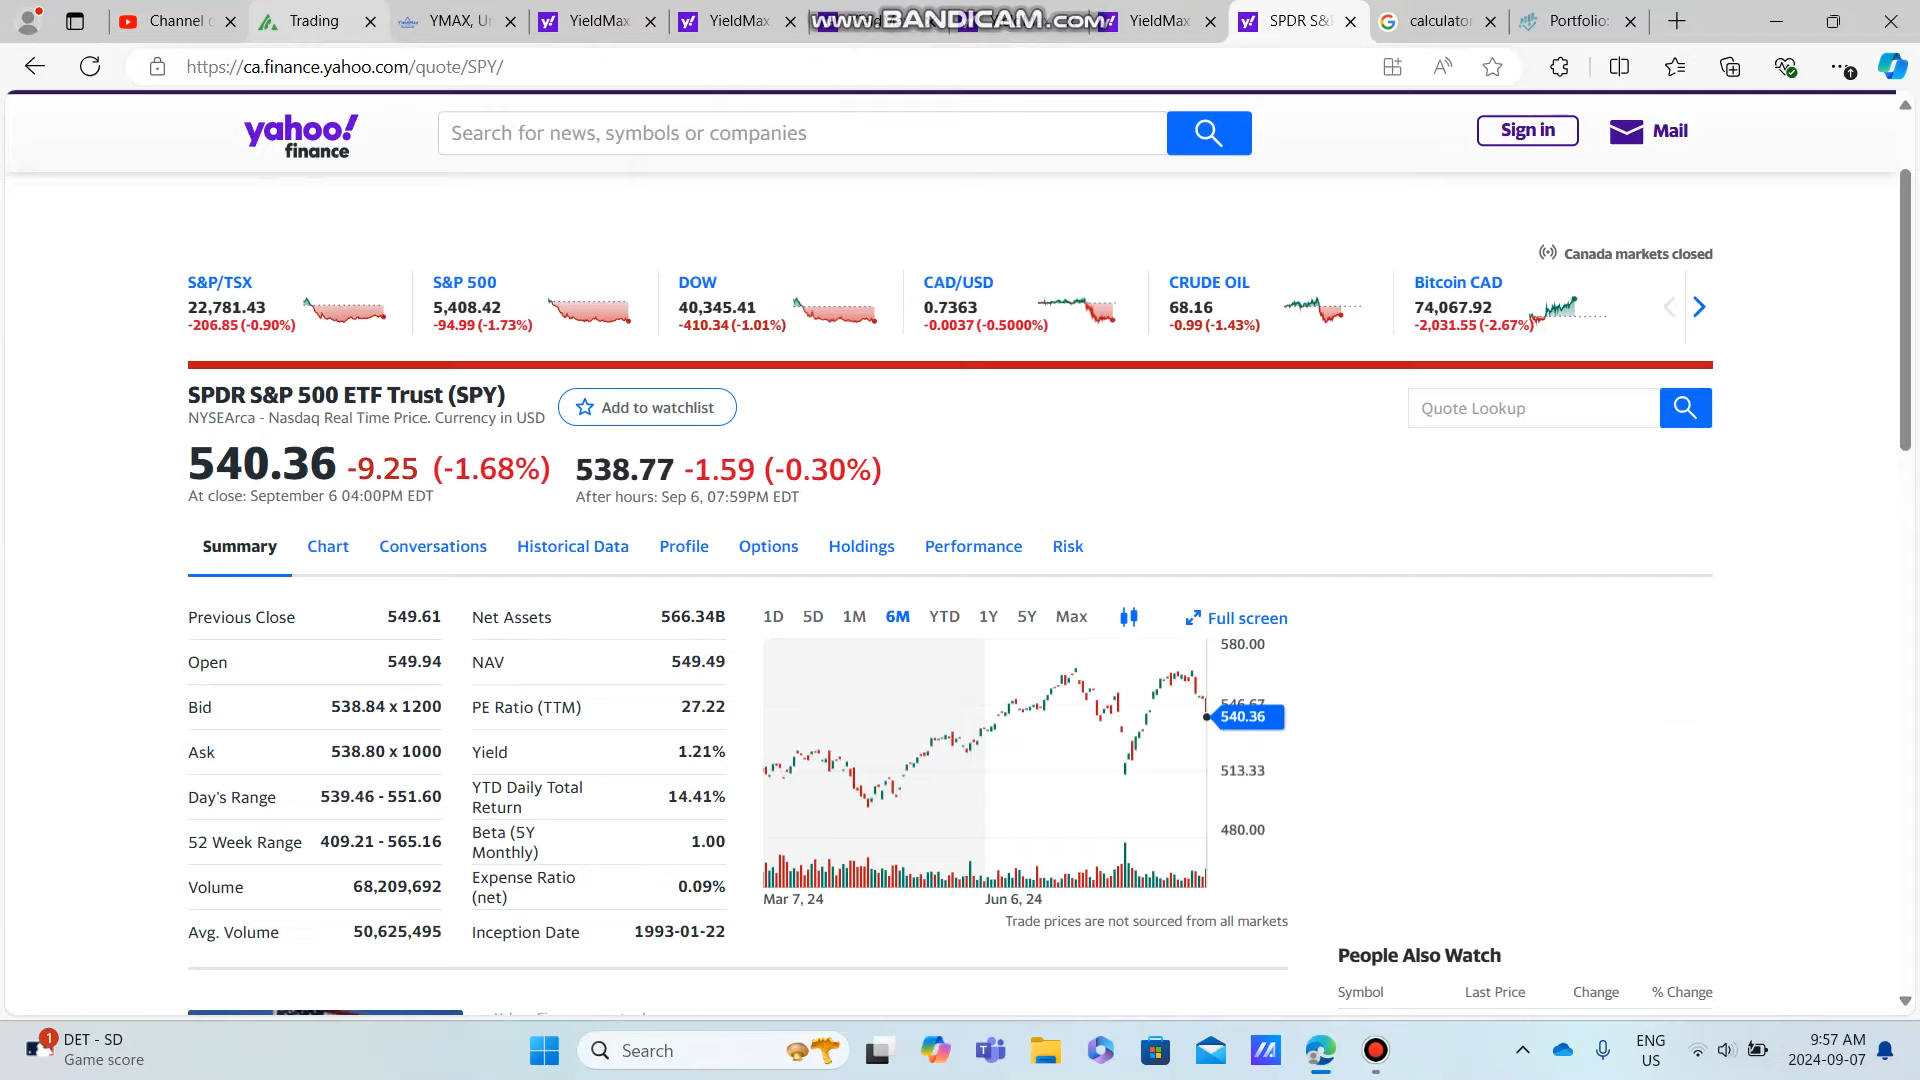 Channel c
Trading
YMAX, Ur
YieldMax
YieldMax
www.BANDICAM.com
YieldMax
SPDR S&P
calculator
Portfolio:
https://ca.finance.yahoo.com/quote/SPY/
yahoo!
finance
Search for news, symbols or companies
Sign in
Mail
Canada markets closed
S&P/TSX
22,781.43
-206.85 (-0.90%)
S&P 500
5,408.42
-94.99 (-1.73%)
DOW
40,345.41
-410.34 (-1.01%)
CAD/USD
0.7363
-0.0037 (-0.5000%)
CRUDE OIL
68.16
-0.99 (-1.43%)
Bitcoin CAD
74,067.92
-2,031.55 (-2.67%)
SPDR S&P 500 ETF Trust (SPY)
NYSEArca - Nasdaq Real Time Price. Currency in USD
Add to watchlist
Quote Lookup
540.36 -9.25 (-1.68%)
At close: September 6 04:00PM EDT
538.77 -1.59 (-0.30%)
After hours: Sep 6, 07:59PM EDT
Summary Chart Conversations Historical Data Profile Options Holdings Performance Risk
Previous Close 549.61
Open 549.94
Bid 538.84 x 1200
Ask 538.80 x 1000
Day's Range 539.46 - 551.60
52 Week Range 409.21 - 565.16
Volume 68,209,692
Avg. Volume 50,625,495
Net Assets 566.34B
NAV 549.49
PE Ratio (TTM) 27.22
Yield 1.21%
YTD Daily Total
Return 14.41%
Beta (5Y
Monthly) 1.00
Expense Ratio
(net) 0.09%
Inception Date 1993-01-22
1D 5D 1M 6M YTD 1Y 5Y Max
Full screen
580.00
546.67
540.36
513.33
480.00
Mar 7, 24
Jun 6, 24
Trade prices are not sourced from all markets
People Also Watch
Symbol Last Price Change % Change
1
DET - SD
Game score
Search
ENG
US
9:57 AM
2024-09-07